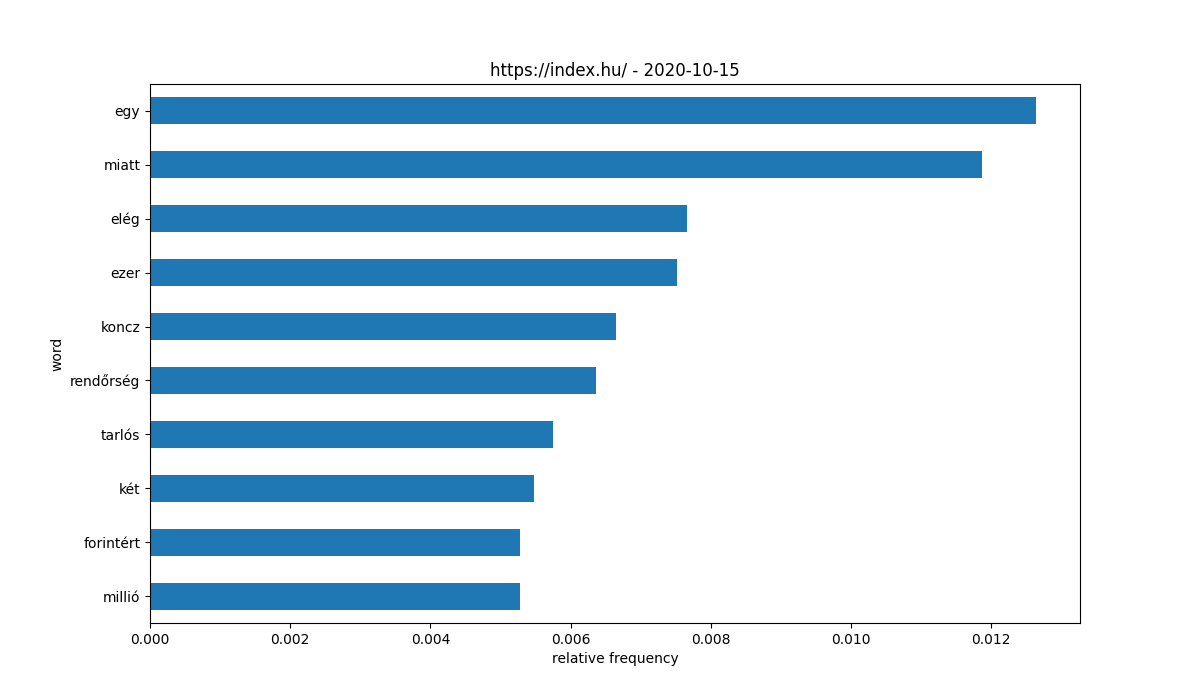 https://index.hu/ - 2020-10-15
egy
miatt
elég
ezer
koncz
word
rendőrség
tarlós
két
forintért
millió
0.000 0.002 0.004 0.006 0.008 0.010 0.012
relative frequency